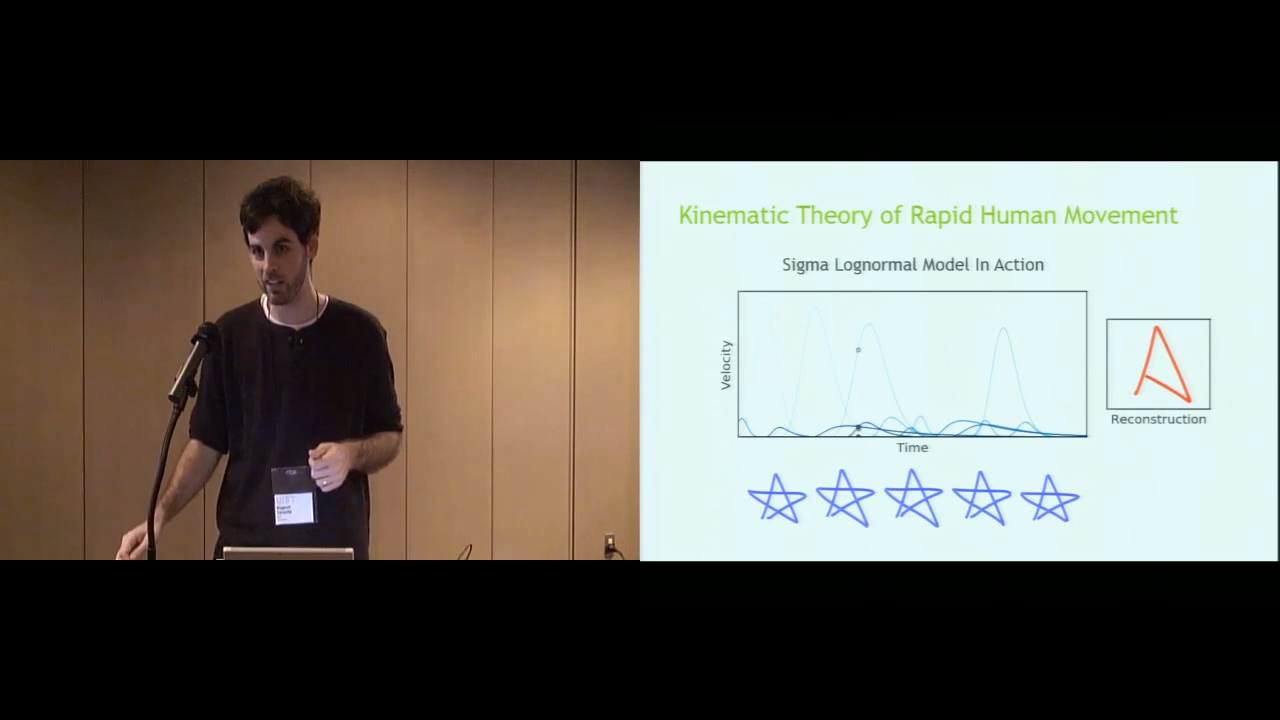 Kinematic Theory of Rapid Human Movement
Sigma Lognormal Model In Action
Velocity
Time
Reconstruction